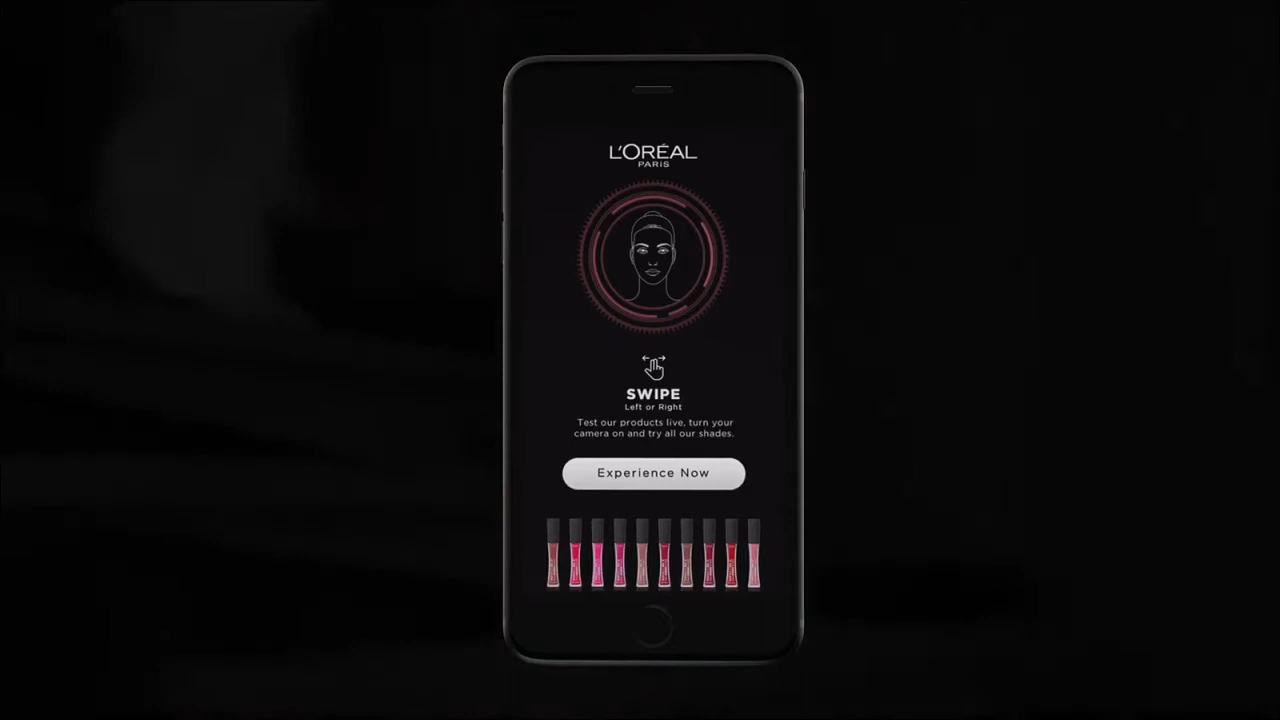 L'ORÉAL
PARIS
SWIPE
Left or Right
Test our products live, turn your
camera on and try all our shades.
Experience Now